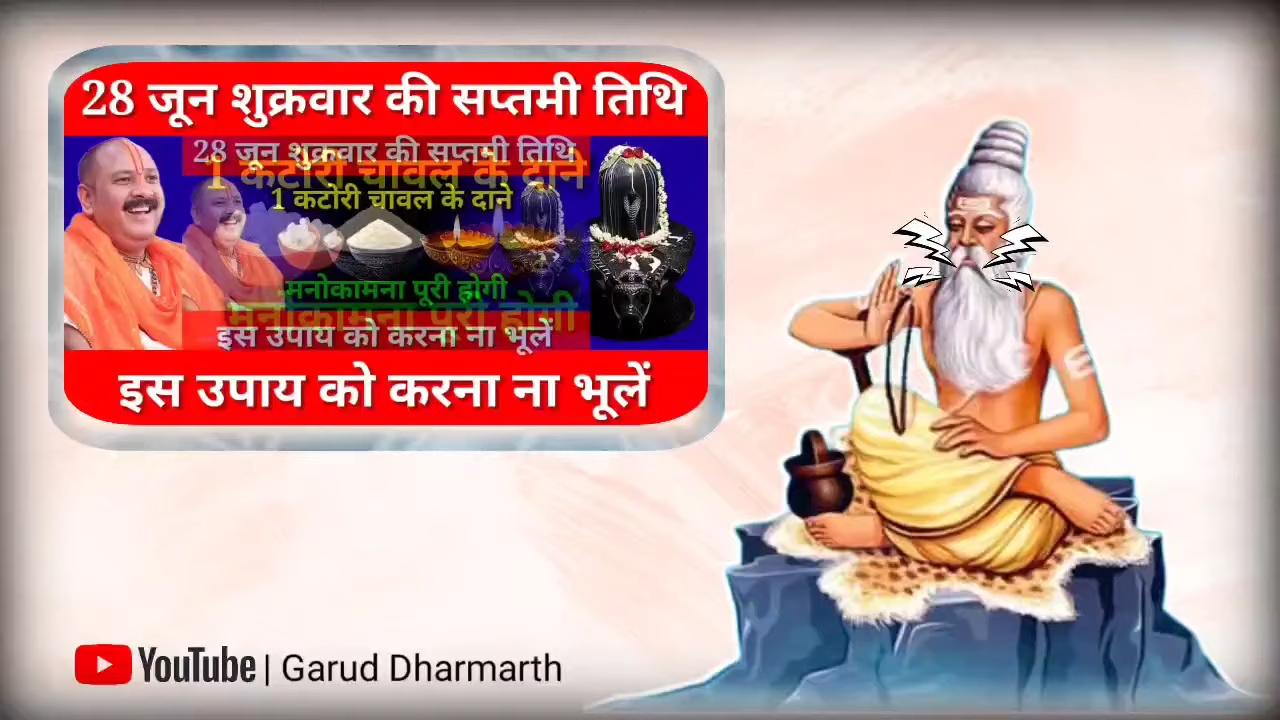 28 जून शुक्रवार की सप्तमी तिथि
28 जून शुक्रवार की सप्तमी तिथि
1 कटोरी चावल के दाने
1 कटोरी चावल के दाने
मनोकामना पूरी होगी
मनोकामना पूरी होगी
इस उपाय को करना ना भूलें
इस उपाय को करना ना भूलें
YouTube | Garud Dharmarth